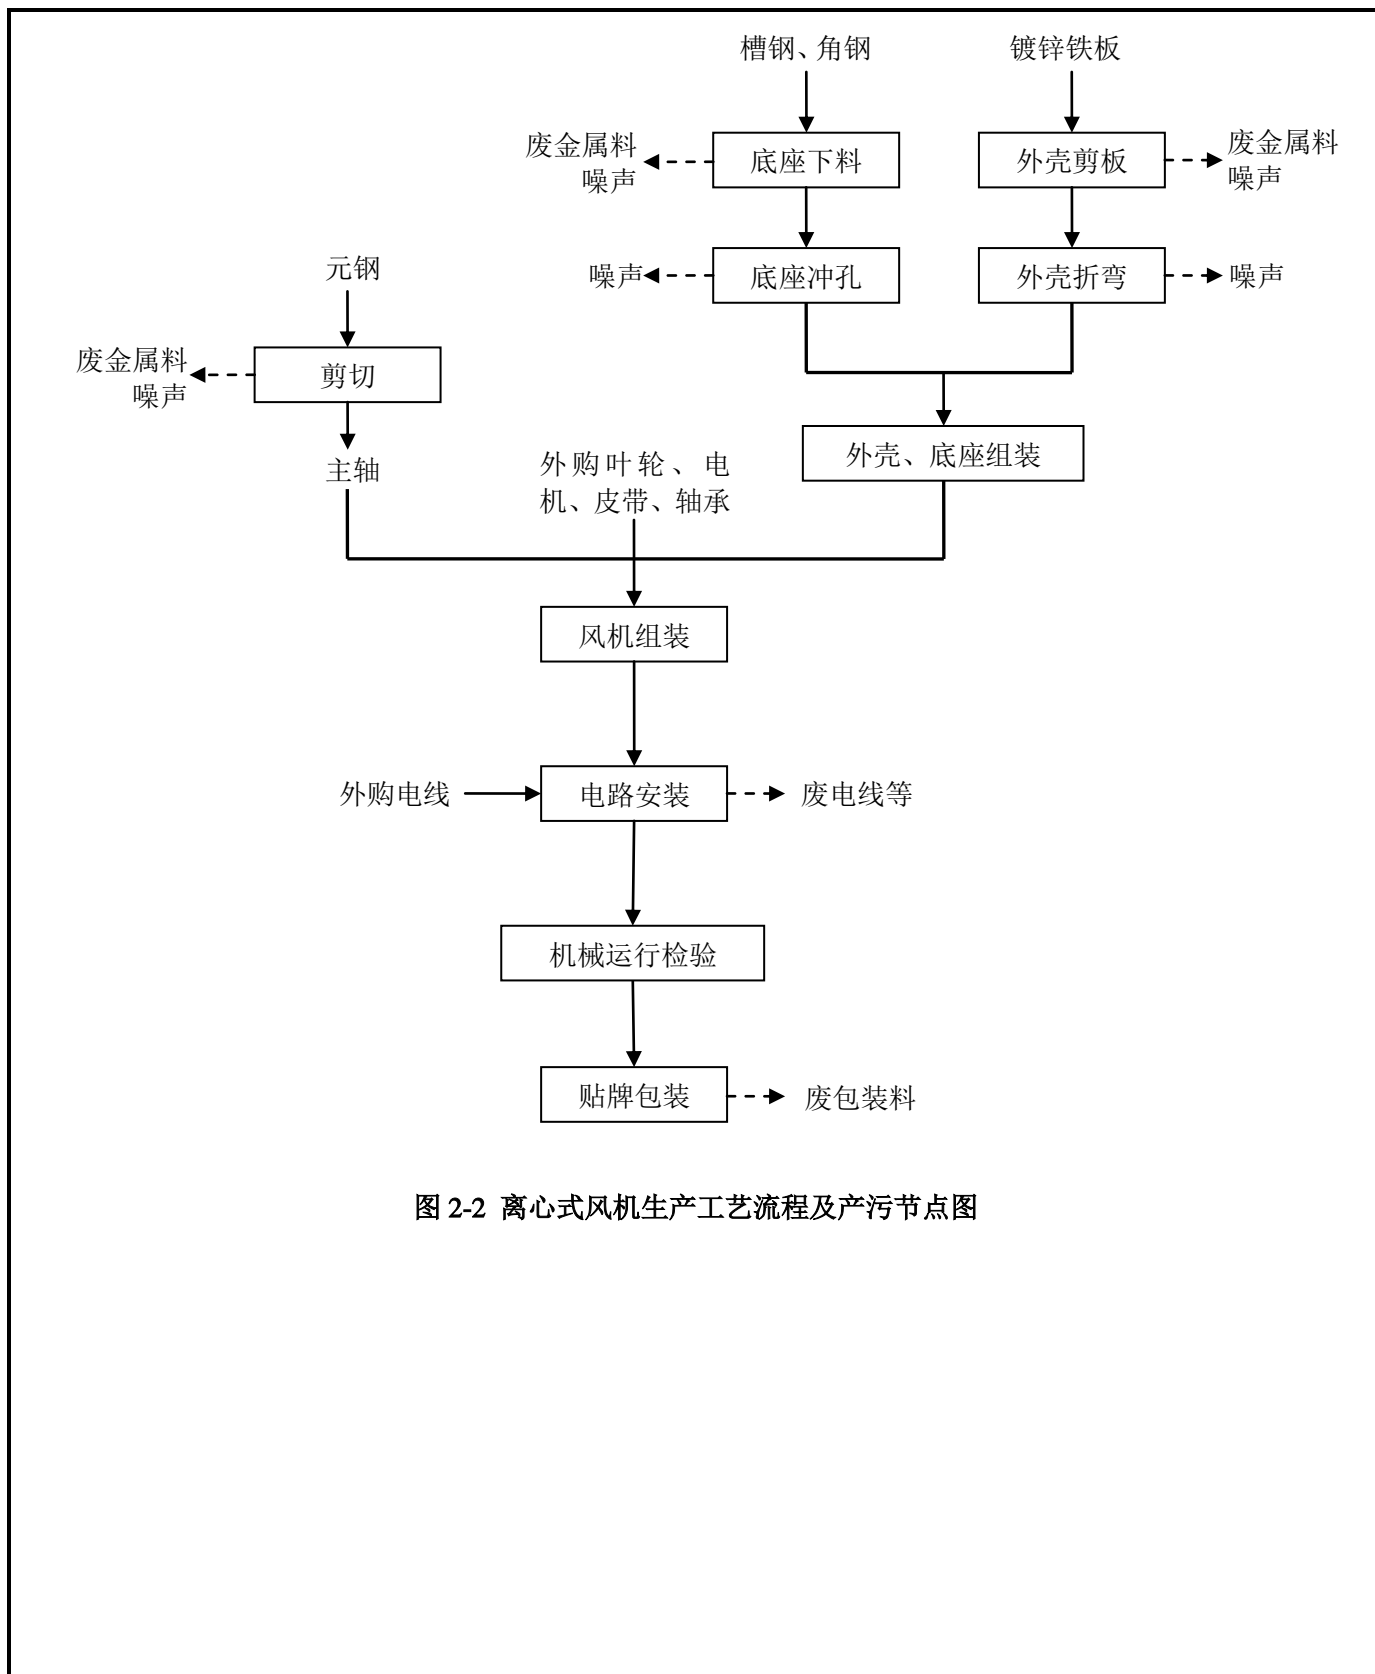 槽钢、角钢
镀锌铁板
废金属料
噪声
底座下料
外壳剪板
废金属料
噪声
元钢
噪声
底座冲孔
外壳折弯
噪声
废金属料
噪声
剪切
主轴
外购叶轮、电
机、皮带、轴承
外壳、底座组装
风机组装
外购电线
电路安装
废电线等
机械运行检验
贴牌包装
废包装料
图 2-2 离心式风机生产工艺流程及产污节点图